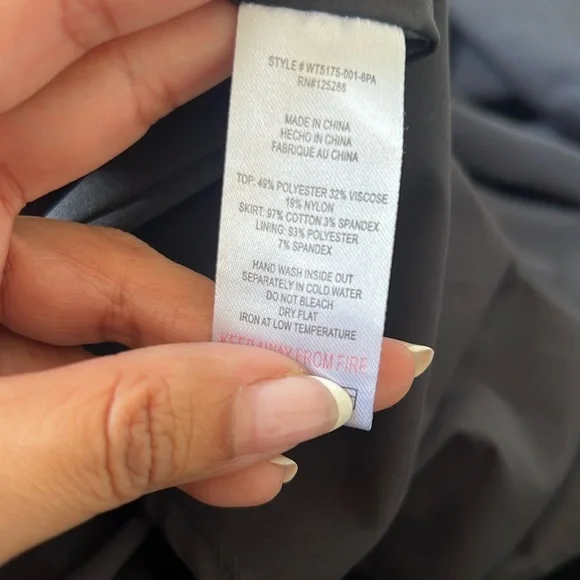 STYLE # WT5175-001-6PA
RN#125286
MADE IN CHINA
HECHO IN CHINA
FABRIQUÉ AU CHINA
TOP: 49% POLYESTER 32% VISCOSE
19% NYLON
SKIRT: 97% COTTON 3% SPANDEX
LINING: 93% POLYESTER
7% SPANDEX
HAND WASH INSIDE OUT
SEPARATELY IN COLD WATER
DO NOT BLEACH
DRY FLAT
IRON AT LOW TEMPERATURE
KEEP AWAY FROM FIRE